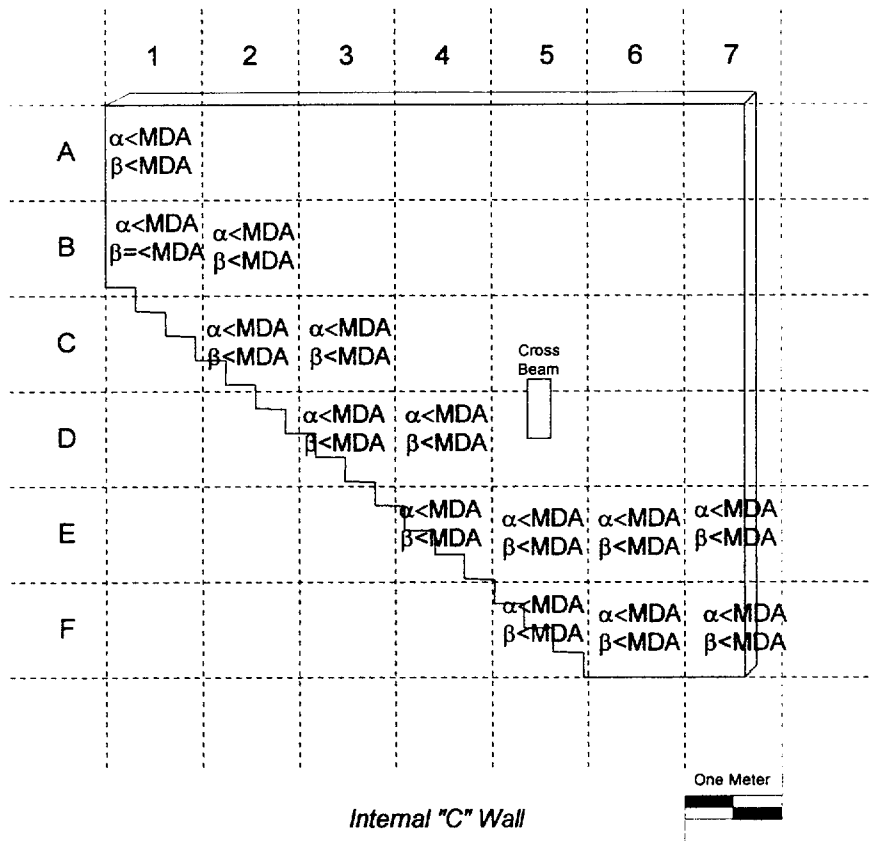 1 2 3 4 5 6 7
A
α<MDA
β<MDA
B
α<MDA α<MDA
β=<MDA β<MDA
C
α<MDA α<MDA
β<MDA β<MDA
Cross
Beam
D
α<MDA α<MDA
β<MDA β<MDA
E
α<MDA α<MDA α<MDA α<MDA
β<MDA β<MDA β<MDA β<MDA
F
α<MDA α<MDA α<MDA
β<MDA β<MDA β<MDA
One Meter
Internal "C" Wall